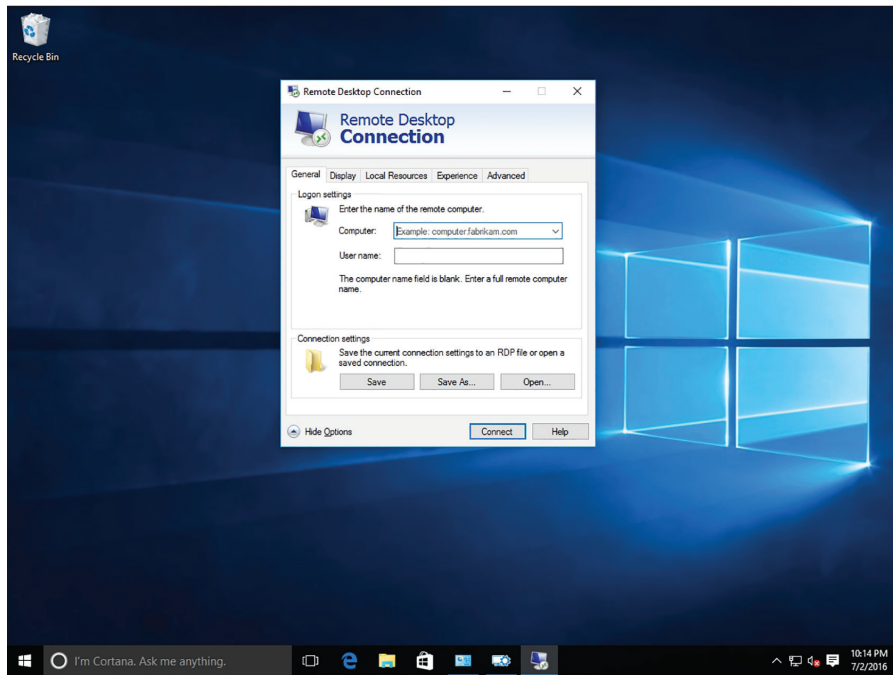 Recycle Bin
Remote Desktop Connection
Remote Desktop
Connection
General Display Local Resources Experience Advanced
Logon settings
Enter the name of the remote computer.
Computer: Example: computer.fabrikam.com
User name:
The computer name field is blank. Enter a full remote computer
name.
Connection settings
Save the current connection settings to an RDP file or open a
saved connection.
Save Save As... Open...
Hide Options Connect Help
I'm Cortana. Ask me anything.
10:14 PM
7/2/2016